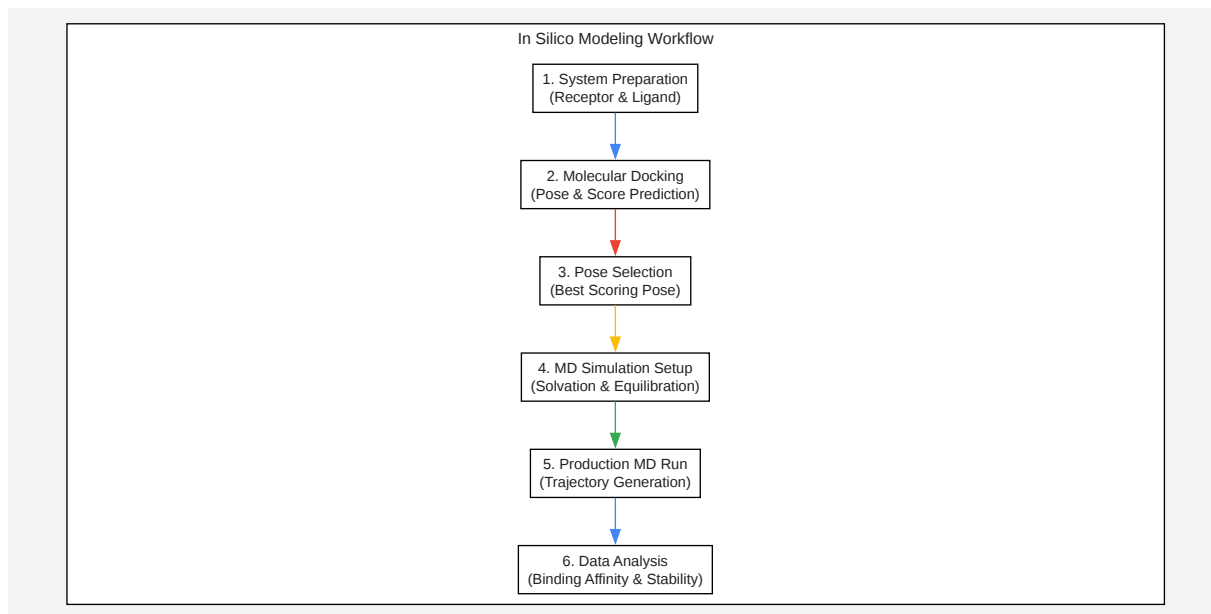 In Silico Modeling Workflow
1. System Preparation
(Receptor & Ligand)
2. Molecular Docking
(Pose & Score Prediction)
3. Pose Selection
(Best Scoring Pose)
4. MD Simulation Setup
(Solvation & Equilibration)
5. Production MD Run
(Trajectory Generation)
6. Data Analysis
(Binding Affinity & Stability)